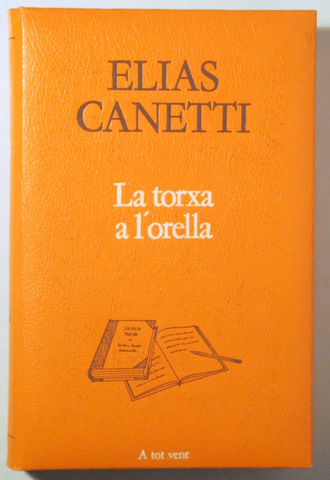 ELIAS
CANETTI
La torxa
a l´orella
A tot vent